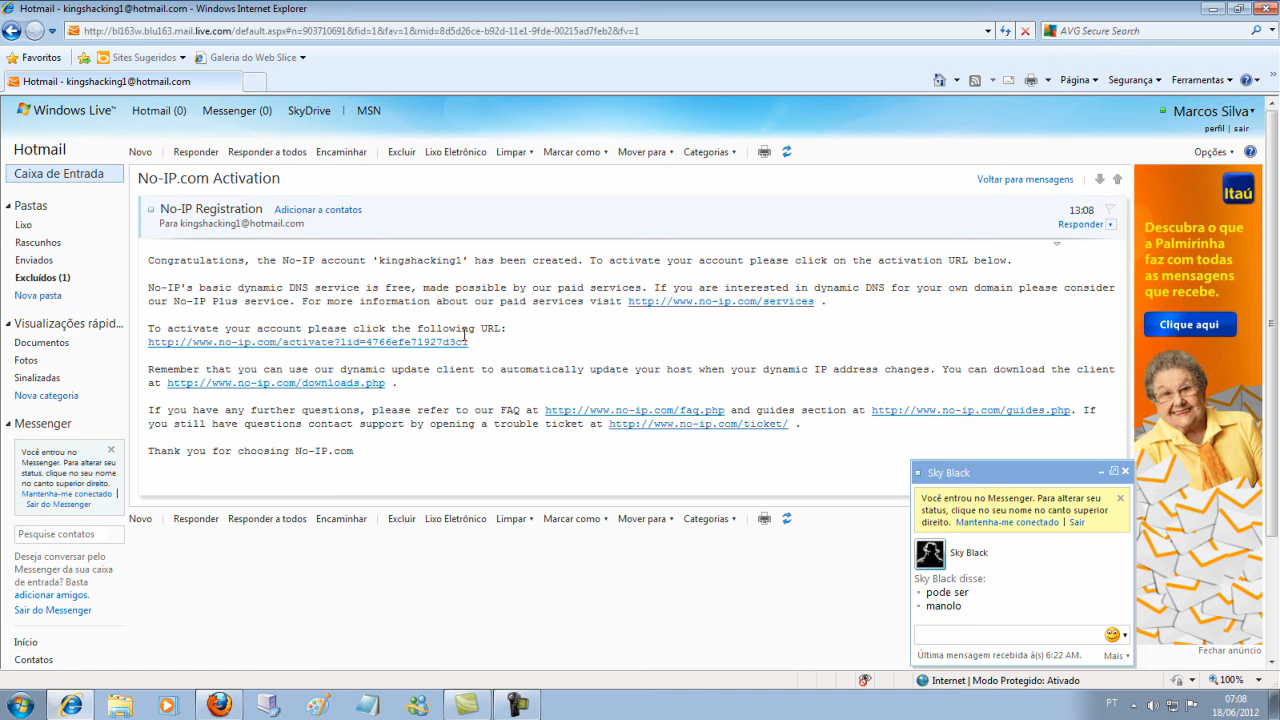 Hotmail - kingshacking1@hotmail.com - Windows Internet Explorer
http://bl163w.blu163.mail.live.com/default.aspx#n=903710691&fid=1&fav=1&mid=8d5d26ce-b92d-11e1-9fde-00215ad7feb2&fv=1
AVG Secure Search
Favoritos
Sites Sugeridos
Galeria do Web Slice
Hotmail - kingshacking1@hotmail.com
Página
Segurança
Ferramentas
Windows Live™
Hotmail (0)
Messenger (0)
SkyDrive
MSN
Marcos Silva
perfil | sair
Hotmail
Novo
Responder
Responder a todos
Encaminhar
Excluir
Lixo Eletrônico
Limpar
Marcar como
Mover para
Categorias
Opções
Caixa de Entrada
Pastas
Lixo
Rascunhos
Enviados
Excluídos (1)
Nova pasta
Visualizações rápid...
Documentos
Fotos
Sinalizadas
Nova categoria
Messenger
Você entrou no
Messenger. Para alterar seu
status, clique no seu nome
no canto superior direito.
Mantenha-me conectado |
Sair do Messenger
Pesquise contatos
Deseja conversar pelo
Messenger da sua caixa
de entrada? Basta
adicionar amigos.
Sair do Messenger
Início
Contatos
No-IP.com Activation
Voltar para mensagens
No-IP Registration
Adicionar a contatos
13:08
Para kingshacking1@hotmail.com
Responder
Congratulations, the No-IP account 'kingshacking1' has been created. To activate your account please click on the activation URL below.
No-IP's basic dynamic DNS service is free, made possible by our paid services. If you are interested in dynamic DNS for your own domain please consider
our No-IP Plus service. For more information about our paid services visit http://www.no-ip.com/services .
To activate your account please click the following URL:
http://www.no-ip.com/activate?lid=4766efe71927d3c1
Remember that you can use our dynamic update client to automatically update your host when your dynamic IP address changes. You can download the client
at http://www.no-ip.com/downloads.php .
If you have any further questions, please refer to our FAQ at http://www.no-ip.com/faq.php and guides section at http://www.no-ip.com/guides.php. If
you still have questions contact support by opening a trouble ticket at http://www.no-ip.com/ticket/ .
Thank you for choosing No-IP.com
Novo
Responder
Responder a todos
Encaminhar
Excluir
Lixo Eletrônico
Limpar
Marcar como
Mover para
Categorias
Itaú
Descubra o que
a Palmirinha
faz com todas
as mensagens
que recebe.
Clique aqui
Fechar anúncio
Sky Black
Você entrou no Messenger. Para alterar seu
status, clique no seu nome no canto superior
direito. Mantenha-me conectado | Sair
Sky Black
Sky Black disse:
pode ser
manolo
Última mensagem recebida à(s) 6:22 AM.
Mais
Internet | Modo Protegido: Ativado
100%
PT
07:08
18/06/2012